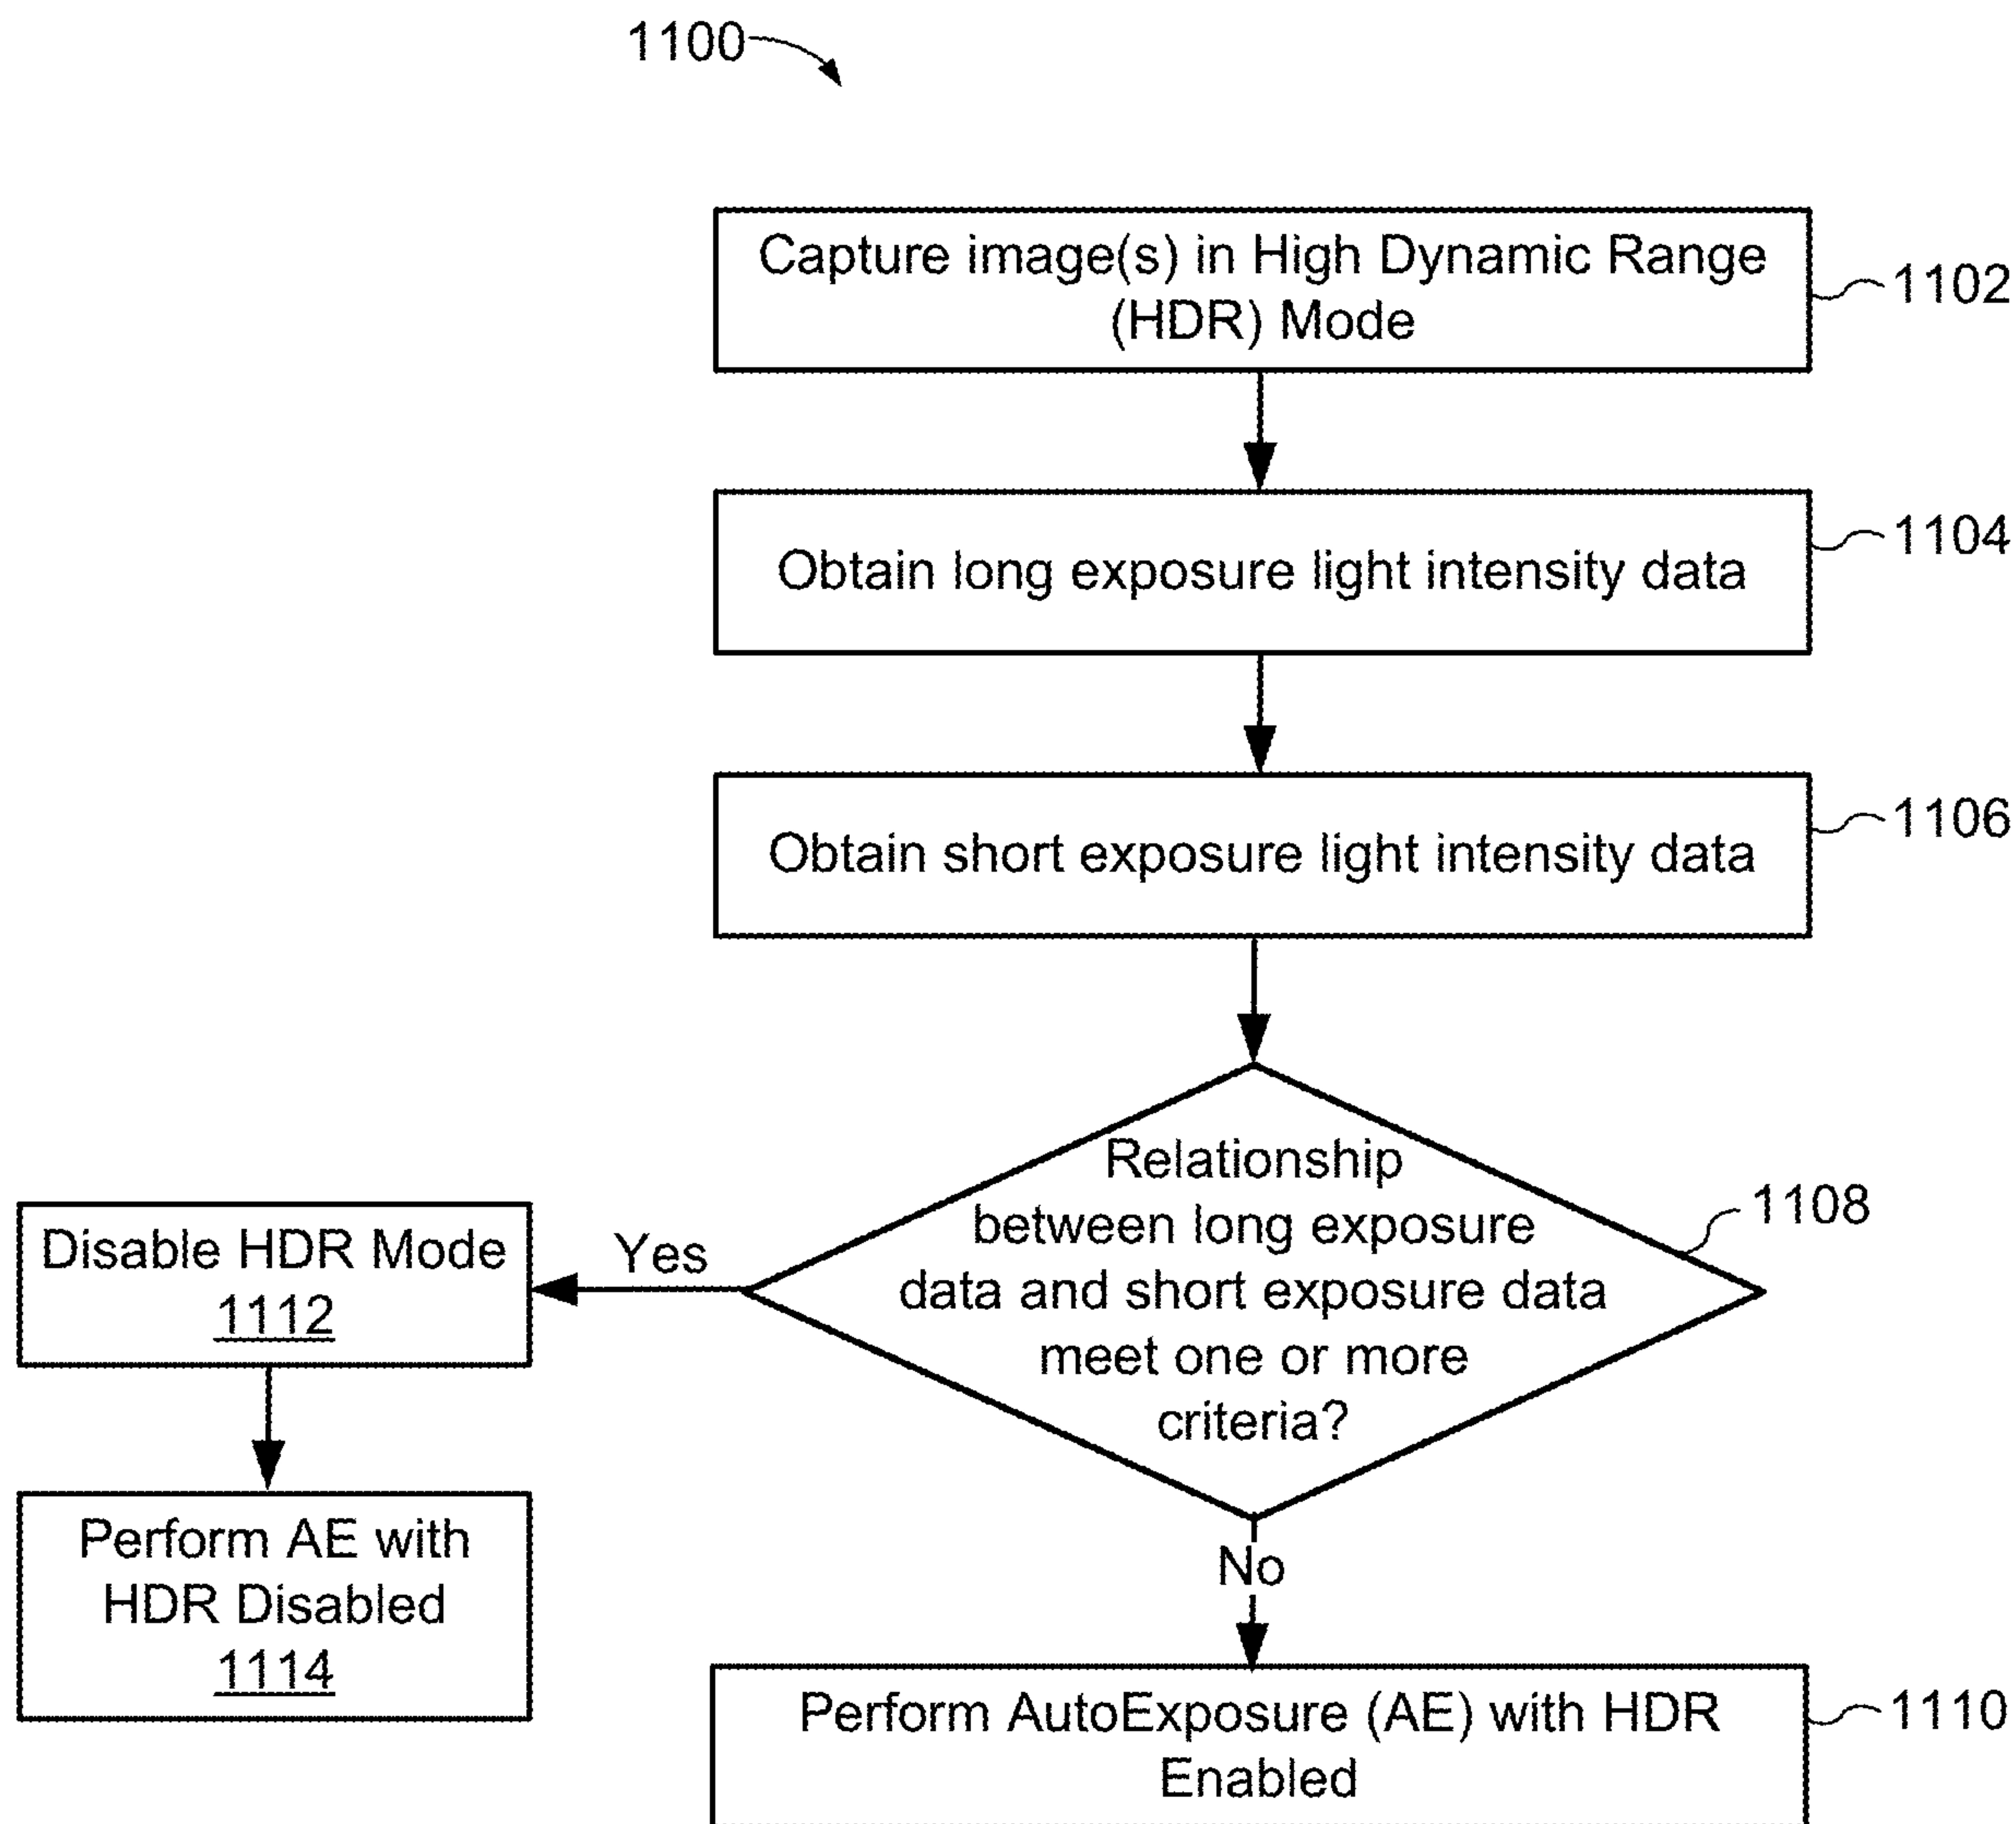 1100
Capture image(s) in High Dynamic Range
(HDR) Mode
1102
Obtain long exposure light intensity data
1104
Obtain short exposure light intensity data
1106
Relationship
between long exposure
data and short exposure data
meet one or more
criteria?
1108
Yes
Disable HDR Mode
1112
Perform AE with
HDR Disabled
1114
No
Perform AutoExposure (AE) with HDR
Enabled
1110